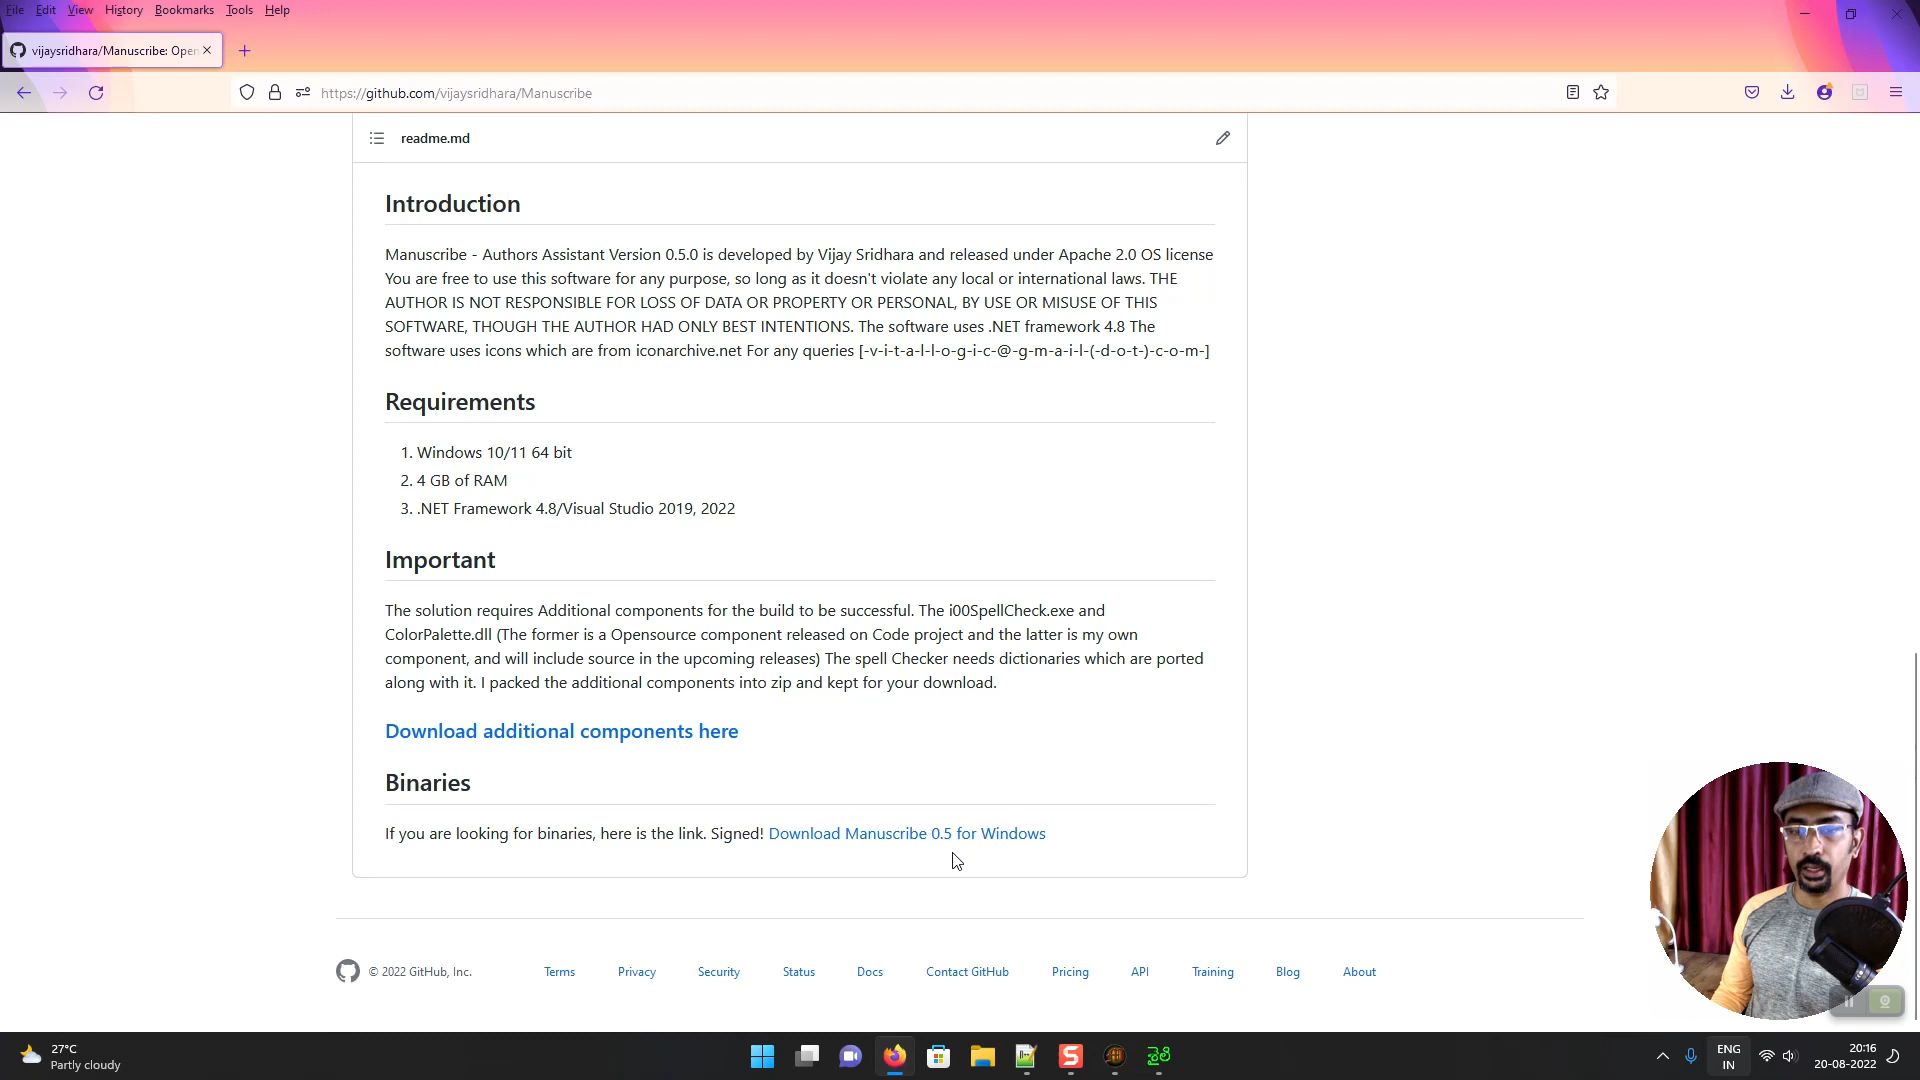 File Edit View History Bookmarks Tools Help
vijaysridhara/Manuscribe: Open
https://github.com/vijaysridhara/Manuscribe
readme.md
Introduction
Manuscribe - Authors Assistant Version 0.5.0 is developed by Vijay Sridhara and released under Apache 2.0 OS license
You are free to use this software for any purpose, so long as it doesn't violate any local or international laws. THE
AUTHOR IS NOT RESPONSIBLE FOR LOSS OF DATA OR PROPERTY OR PERSONAL, BY USE OR MISUSE OF THIS
SOFTWARE, THOUGH THE AUTHOR HAD ONLY BEST INTENTIONS. The software uses .NET framework 4.8 The
software uses icons which are from iconarchive.net For any queries [-v-i-t-a-l-l-o-g-i-c-@-g-m-a-i-l-(-d-o-t-)-c-o-m-]
Requirements
1. Windows 10/11 64 bit
2. 4 GB of RAM
3. .NET Framework 4.8/Visual Studio 2019, 2022
Important
The solution requires Additional components for the build to be successful. The i00SpellCheck.exe and
ColorPalette.dll (The former is a Opensource component released on Code project and the latter is my own
component, and will include source in the upcoming releases) The spell Checker needs dictionaries which are ported
along with it. I packed the additional components into zip and kept for your download.
Download additional components here
Binaries
If you are looking for binaries, here is the link. Signed! Download Manuscribe 0.5 for Windows
© 2022 GitHub, Inc. Terms Privacy Security Status Docs Contact GitHub Pricing API Training Blog About
27°C
Partly cloudy
ENG
IN
20:16
20-08-2022